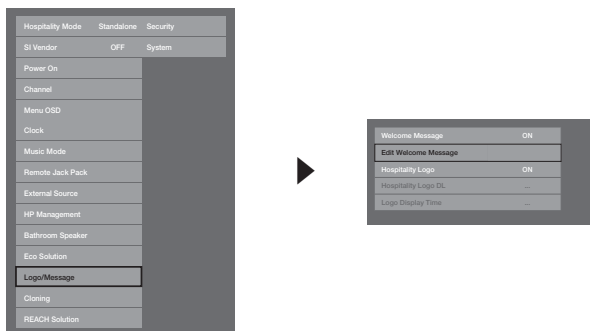 Hospitality Mode Standalone Security
SI Vendor OFF System
Power On
Channel
Menu OSD
Clock
Music Mode
Remote Jack Pack
External Source
HP Management
Bathroom Speaker
Eco Solution
Logo/Message
Cloning
REACH Solution
Welcome Message ON
Edit Welcome Message
Hospitality Logo ON
Hospitality Logo DL ...
Logo Display Time ...